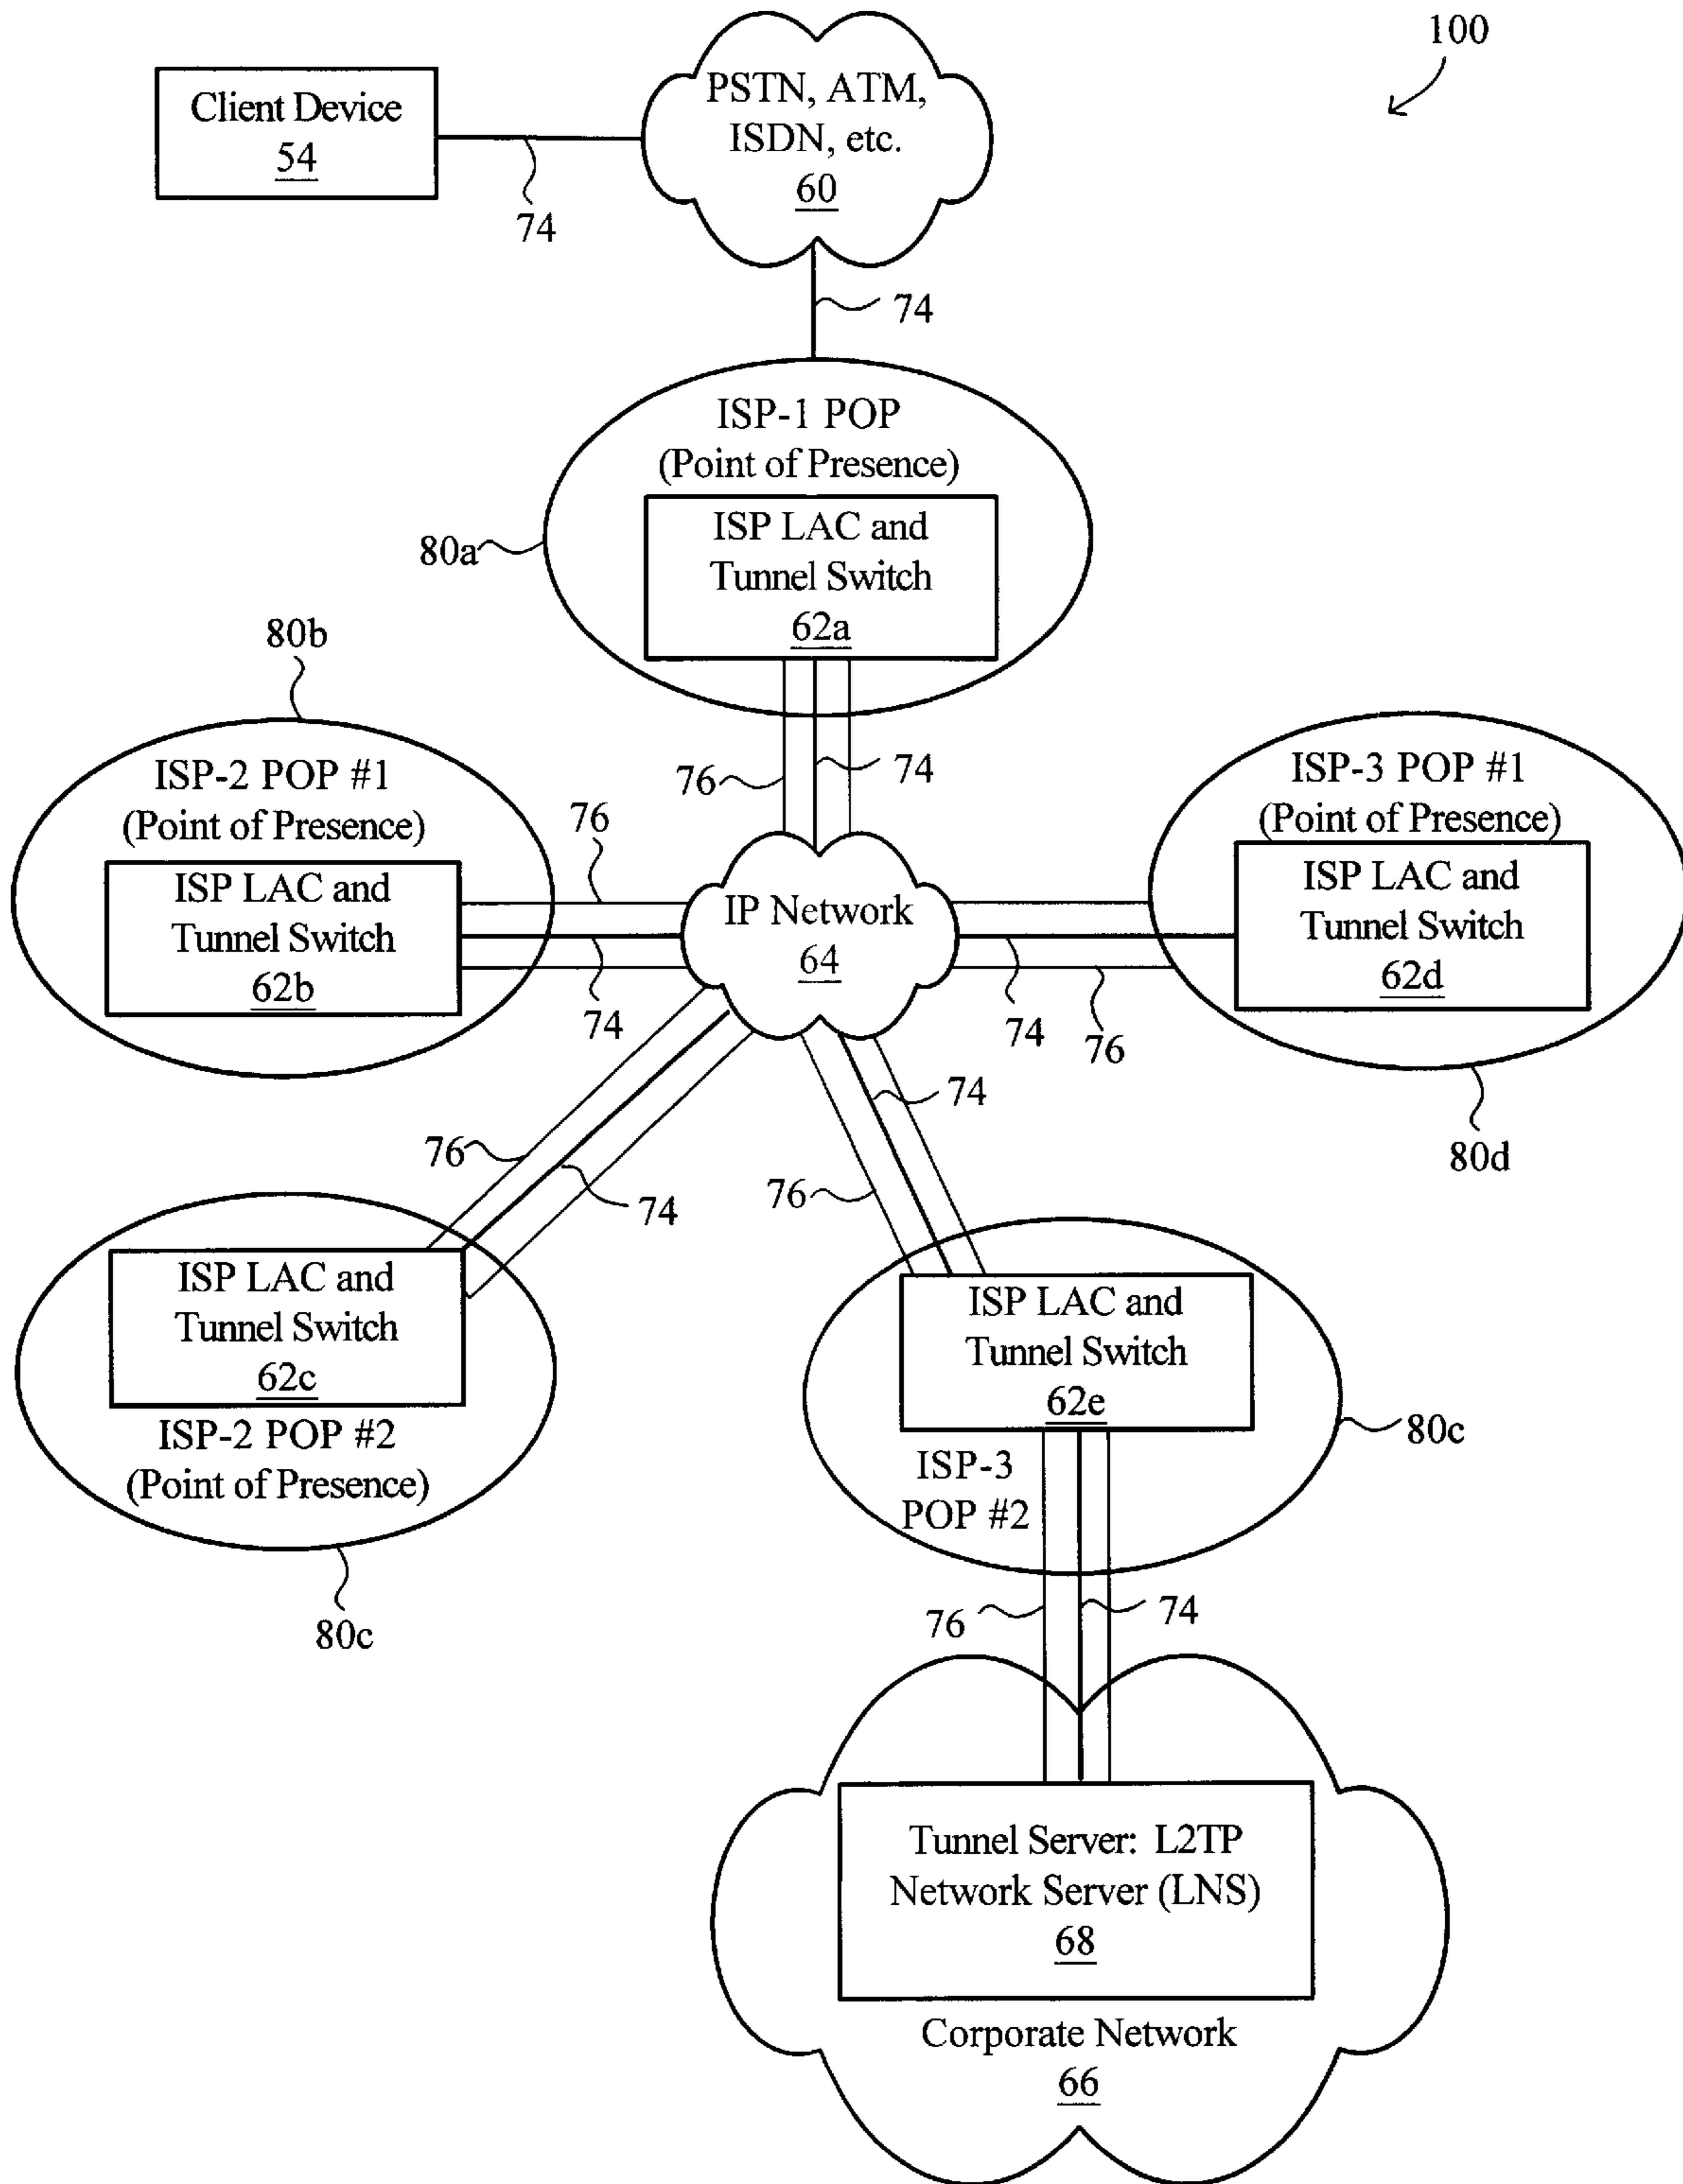 100
Client Device
54
PSTN, ATM,
ISDN, etc.
60
74
74
ISP-1 POP
(Point of Presence)
ISP LAC and
Tunnel Switch
62a
80a
80b
76
74
ISP-2 POP #1
(Point of Presence)
ISP LAC and
Tunnel Switch
62b
76
74
IP Network
64
ISP-3 POP #1
(Point of Presence)
ISP LAC and
Tunnel Switch
62d
74
76
80d
76
74
74
76
ISP LAC and
Tunnel Switch
62c
ISP-2 POP #2
(Point of Presence)
80c
ISP LAC and
Tunnel Switch
62e
ISP-3
POP #2
80c
76
74
Tunnel Server: L2TP
Network Server (LNS)
68
Corporate Network
66